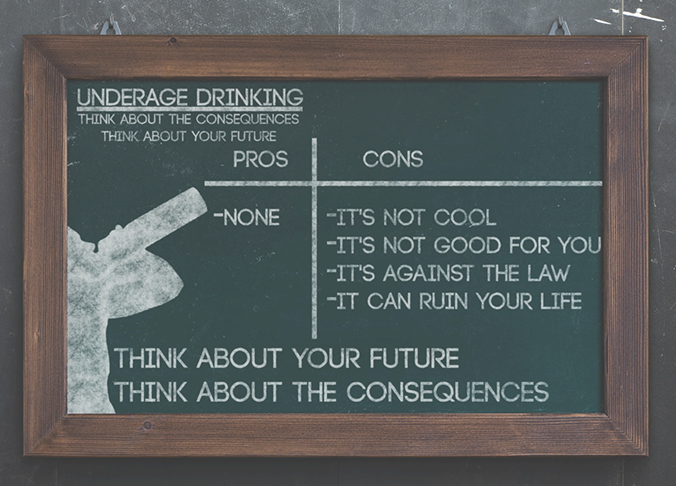 UNDERAGE DRINKING
THINK ABOUT THE CONSEQUENCES
THINK ABOUT YOUR FUTURE
PROS CONS
-NONE -IT'S NOT COOL
-IT'S NOT GOOD FOR YOU
-IT'S AGAINST THE LAW
-IT CAN RUIN YOUR LIFE
THINK ABOUT YOUR FUTURE
THINK ABOUT THE CONSEQUENCES